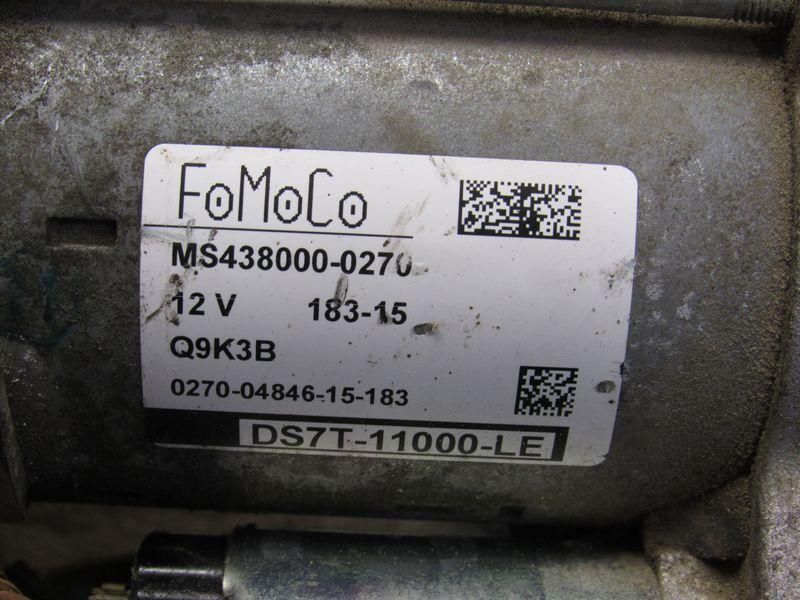 FoMoCo
MS438000-0270
12 V 183-15
Q9K3B
0270-04846-15-183
DS7T-11000-LE